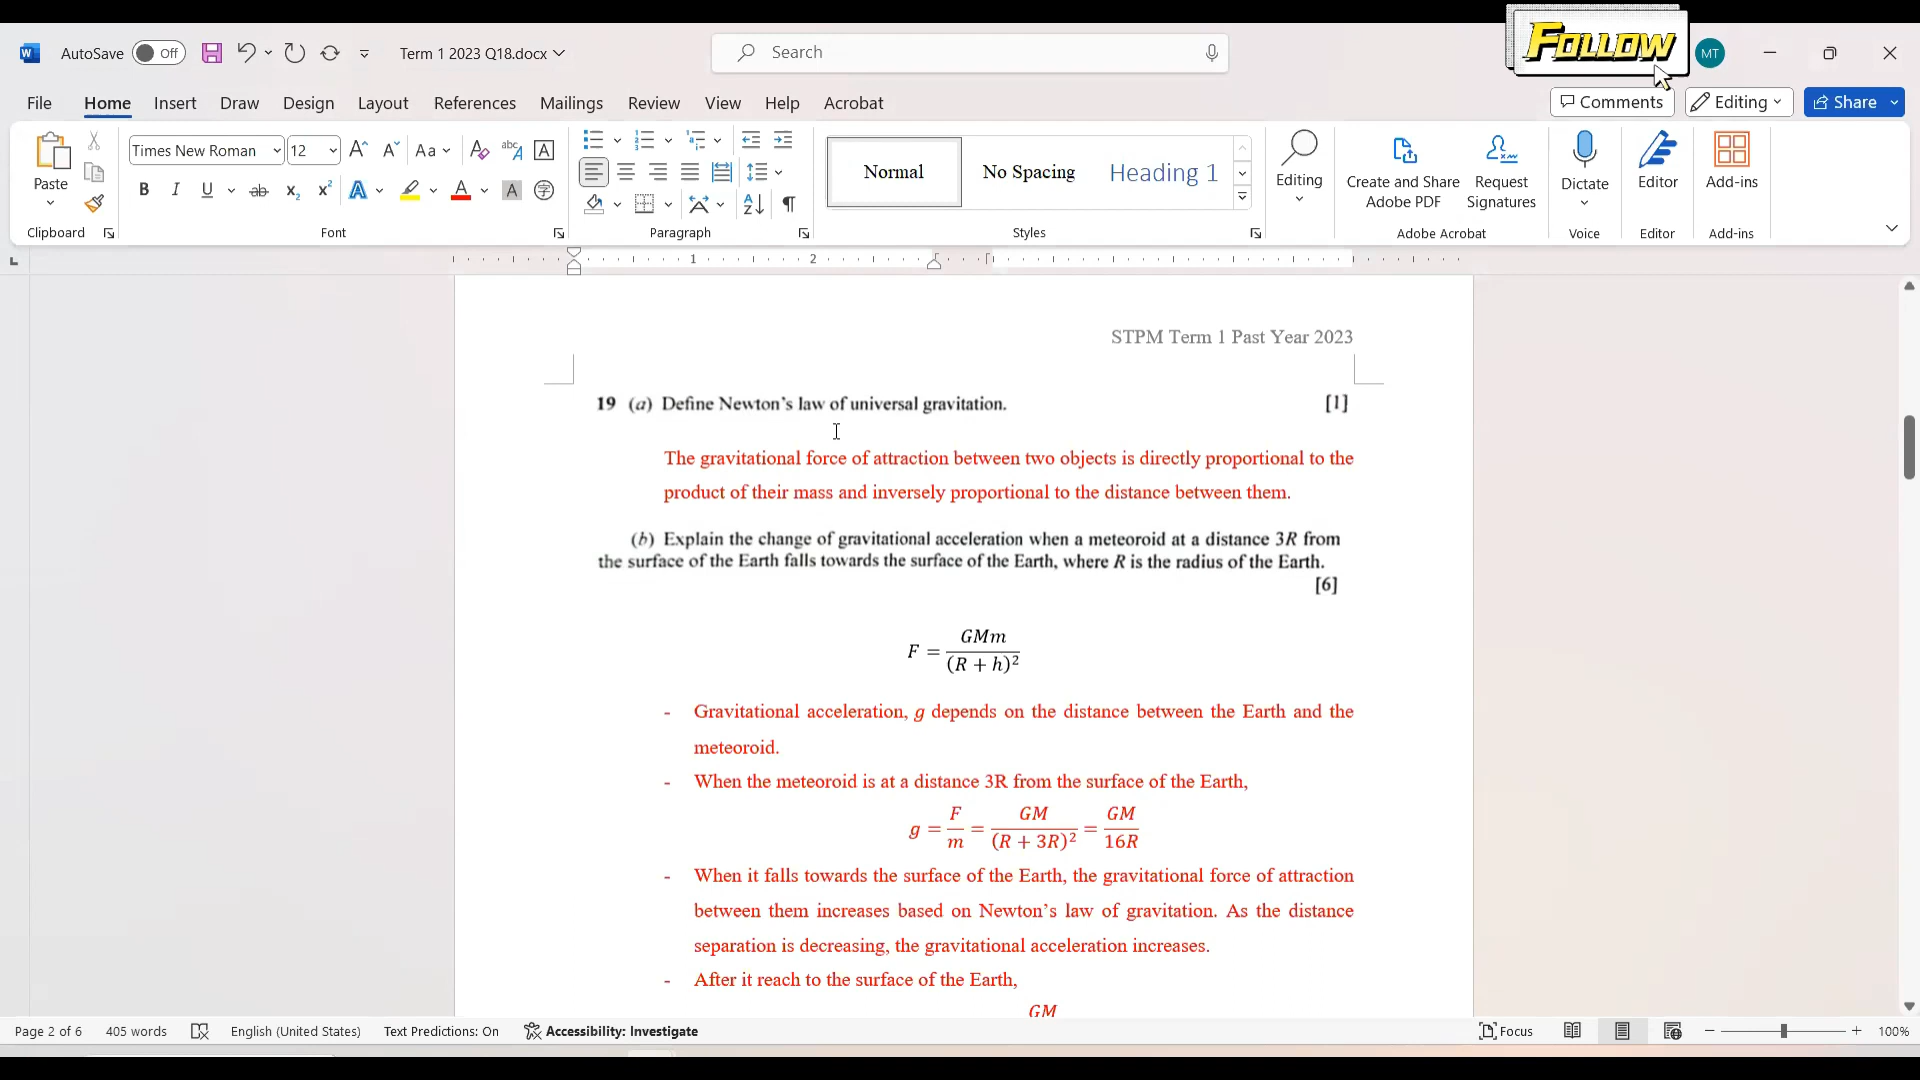 FOLLOW
AutoSave Off Term 1 2023 Q18.docx Search MT
File Home Insert Draw Design Layout References Mailings Review View Help Acrobat Comments Editing Share
Paste Times New Roman 12 Normal No Spacing Heading 1 Editing Create and Share Adobe PDF Request Signatures Dictate Editor Add-ins
Clipboard Font Paragraph Styles Adobe Acrobat Voice Editor Add-ins
1 2
STPM Term 1 Past Year 2023
19 (a) Define Newton's law of universal gravitation. [1]
The gravitational force of attraction between two objects is directly proportional to the
product of their mass and inversely proportional to the distance between them.
(b) Explain the change of gravitational acceleration when a meteoroid at a distance 3R from
the surface of the Earth falls towards the surface of the Earth, where R is the radius of the Earth.
[6]
F = GMm / (R + h)²
- Gravitational acceleration, g depends on the distance between the Earth and the
meteoroid.
- When the meteoroid is at a distance 3R from the surface of the Earth,
g = F/m = GM / (R + 3R)² = GM / 16R
- When it falls towards the surface of the Earth, the gravitational force of attraction
between them increases based on Newton's law of gravitation. As the distance
separation is decreasing, the gravitational acceleration increases.
- After it reach to the surface of the Earth,
GM
Page 2 of 6 405 words English (United States) Text Predictions: On Accessibility: Investigate Focus 100%